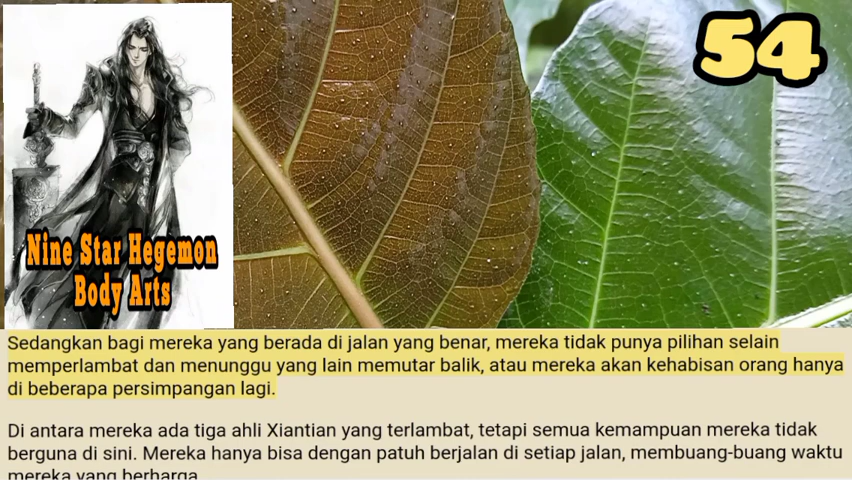 54
Nine Star Hegemon
Body Arts
Sedangkan bagi mereka yang berada di jalan yang benar, mereka tidak punya pilihan selain
memperlambat dan menunggu yang lain memutar balik, atau mereka akan kehabisan orang hanya
di beberapa persimpangan lagi.
Di antara mereka ada tiga ahli Xiantian yang terlambat, tetapi semua kemampuan mereka tidak
berguna di sini. Mereka hanya bisa dengan patuh berjalan di setiap jalan, membuang-buang waktu
mereka yang berharga